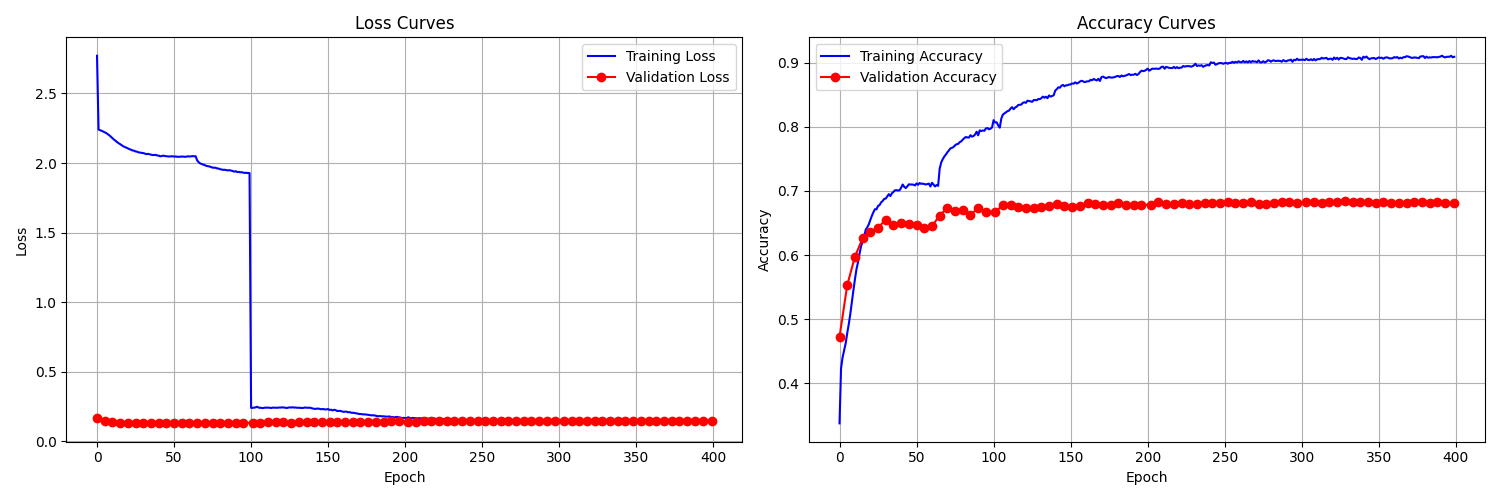 Loss Curves
Training Loss
Validation Loss
Loss
2.5
2.0
1.5
1.0
0.5
0.0
0 50 100 150 200 250 300 350 400
Epoch
Accuracy Curves
Training Accuracy
Validation Accuracy
Accuracy
0.9
0.8
0.7
0.6
0.5
0.4
0 50 100 150 200 250 300 350 400
Epoch